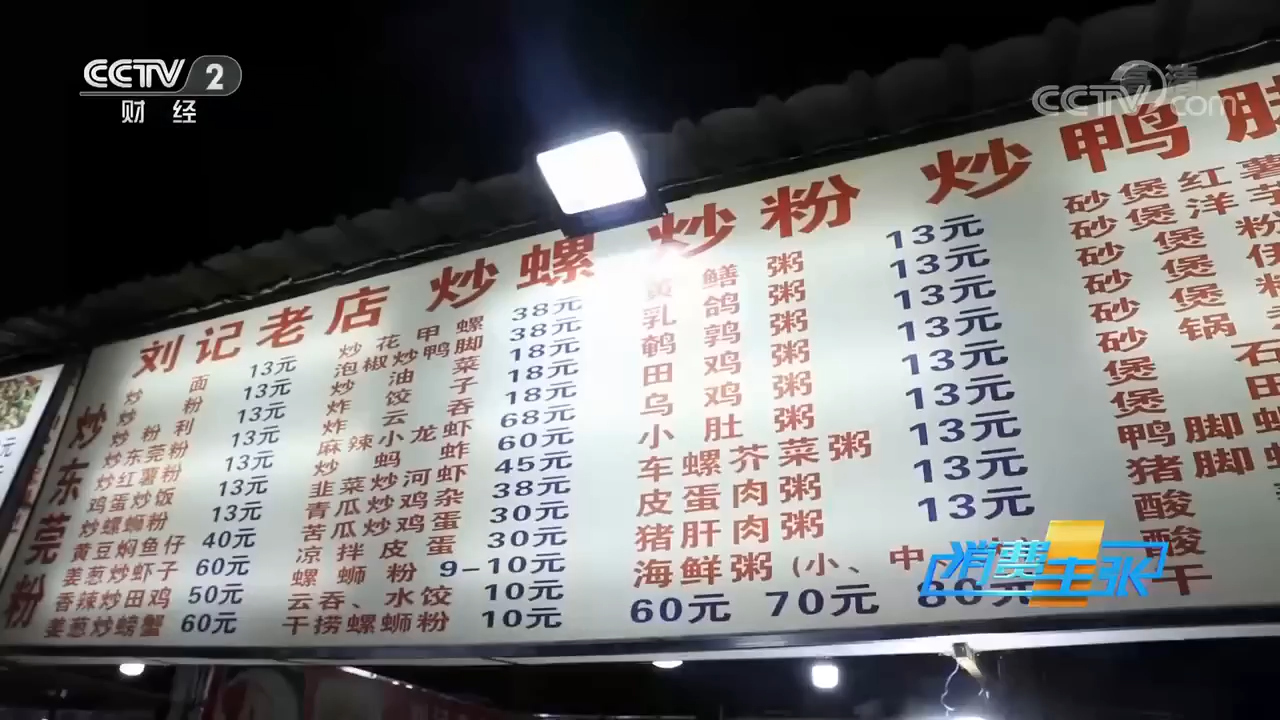 CCTV 2
财经
高清
CCTV.com
刘记老店 炒螺 炒粉 炒鸭脚
炒东莞粉
炒面 13元
炒粉 13元
炒粉利 13元
炒东莞粉 13元
炒红薯粉 13元
鸡蛋炒饭 13元
炒螺蛳粉 13元
黄豆焖鱼仔 40元
姜葱炒虾子 60元
香辣炒田鸡 50元
姜葱炒螃蟹 60元
炒花甲螺 38元
泡椒炒鸭脚 38元
炒油菜 18元
炸饺子 18元
炸云吞 18元
麻辣小龙虾 68元
炒蚂蚱 60元
韭菜炒河虾 45元
青瓜炒鸡杂 38元
苦瓜炒鸡蛋 30元
凉拌皮蛋 30元
螺蛳粉 9-10元
云吞、水饺 10元
干捞螺蛳粉 10元
黄鳝粥 13元
乳鸽粥 13元
鹌鹑粥 13元
田鸡粥 13元
乌鸡粥 13元
小肚粥 13元
车螺芥菜粥 13元
皮蛋肉粥 13元
猪肝肉粥 13元
海鲜粥(小、中
60元 70元 80元
砂煲红薯
砂煲洋芋
砂煲粉
砂煲伊
砂煲
砂锅
煲石
煲田
鸭脚
猪脚
酸
酸
干
消费主张